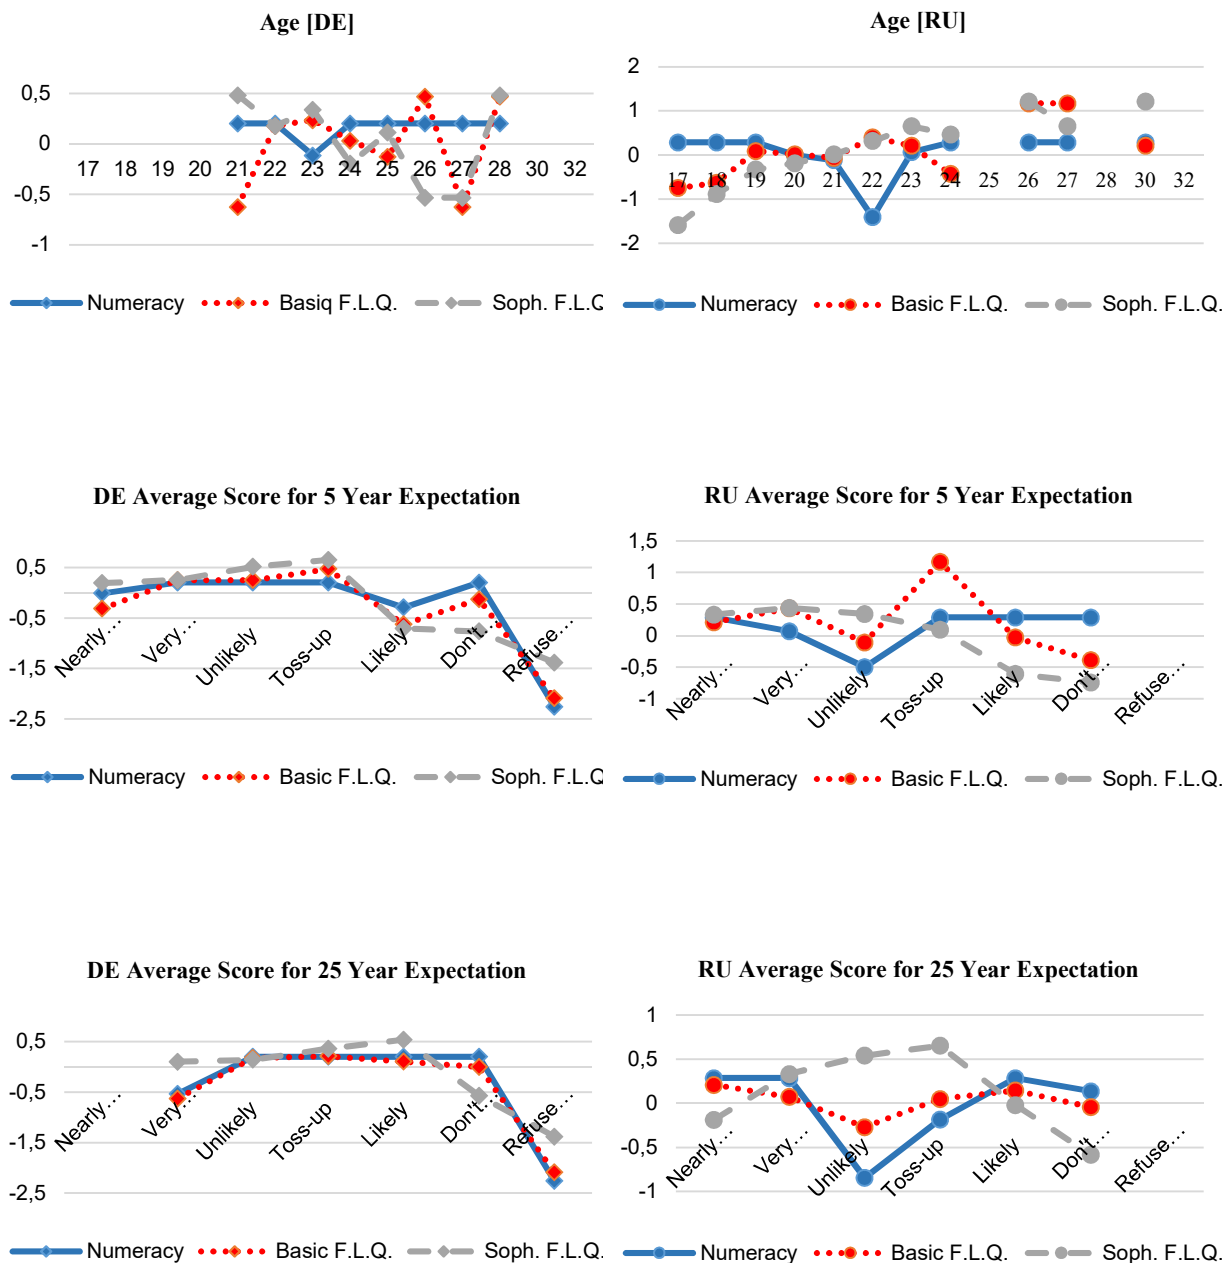 Age [DE]
0,5
0
-0,5
-1
17 18 19 20 21 22 23 24 25 26 27 28 30 32
Numeracy Basiq F.L.Q. Soph. F.L.Q
Age [RU]
2
1
0
-1
-2
17 18 19 20 21 22 23 24 25 26 27 28 30 32
Numeracy Basic F.L.Q. Soph. F.L.Q.
DE Average Score for 5 Year Expectation
0,5
-0,5
-1,5
-2,5
Nearly… Very… Unlikely Toss-up Likely Don't… Refuse…
Numeracy Basic F.L.Q. Soph. F.L.Q
RU Average Score for 5 Year Expectation
1,5
1
0,5
0
-0,5
-1
Nearly… Very… Unlikely Toss-up Likely Don't… Refuse…
Numeracy Basic F.L.Q. Soph. F.L.Q.
DE Average Score for 25 Year Expectation
0,5
-0,5
-1,5
-2,5
Nearly… Very… Unlikely Toss-up Likely Don't… Refuse…
Numeracy Basic F.L.Q. Soph. F.L.Q.
RU Average Score for 25 Year Expectation
1
0,5
0
-0,5
-1
Nearly… Very… Unlikely Toss-up Likely Don't… Refuse…
Numeracy Basic F.L.Q. Soph. F.L.Q.